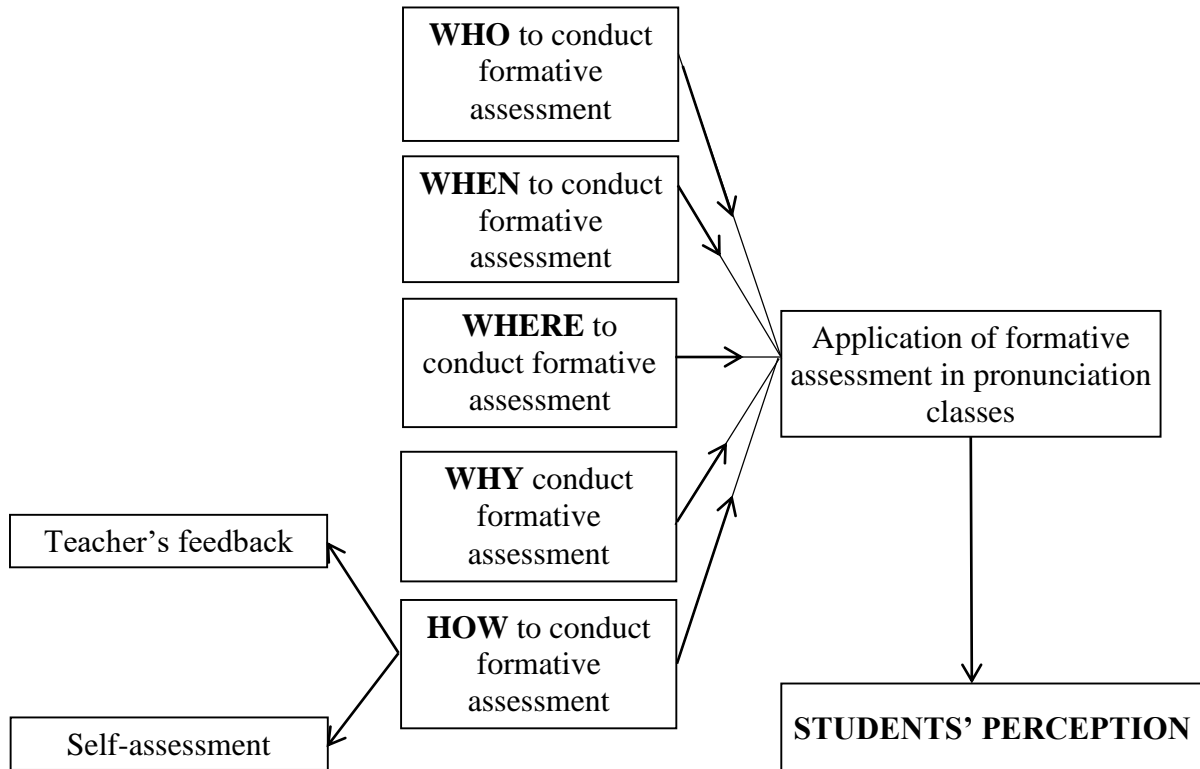 WHO to conduct
formative
assessment
WHEN to conduct
formative
assessment
WHERE to
conduct formative
assessment
WHY conduct
formative
assessment
HOW to conduct
formative
assessment
Teacher’s feedback
Self-assessment
Application of formative
assessment in pronunciation
classes
STUDENTS’ PERCEPTION